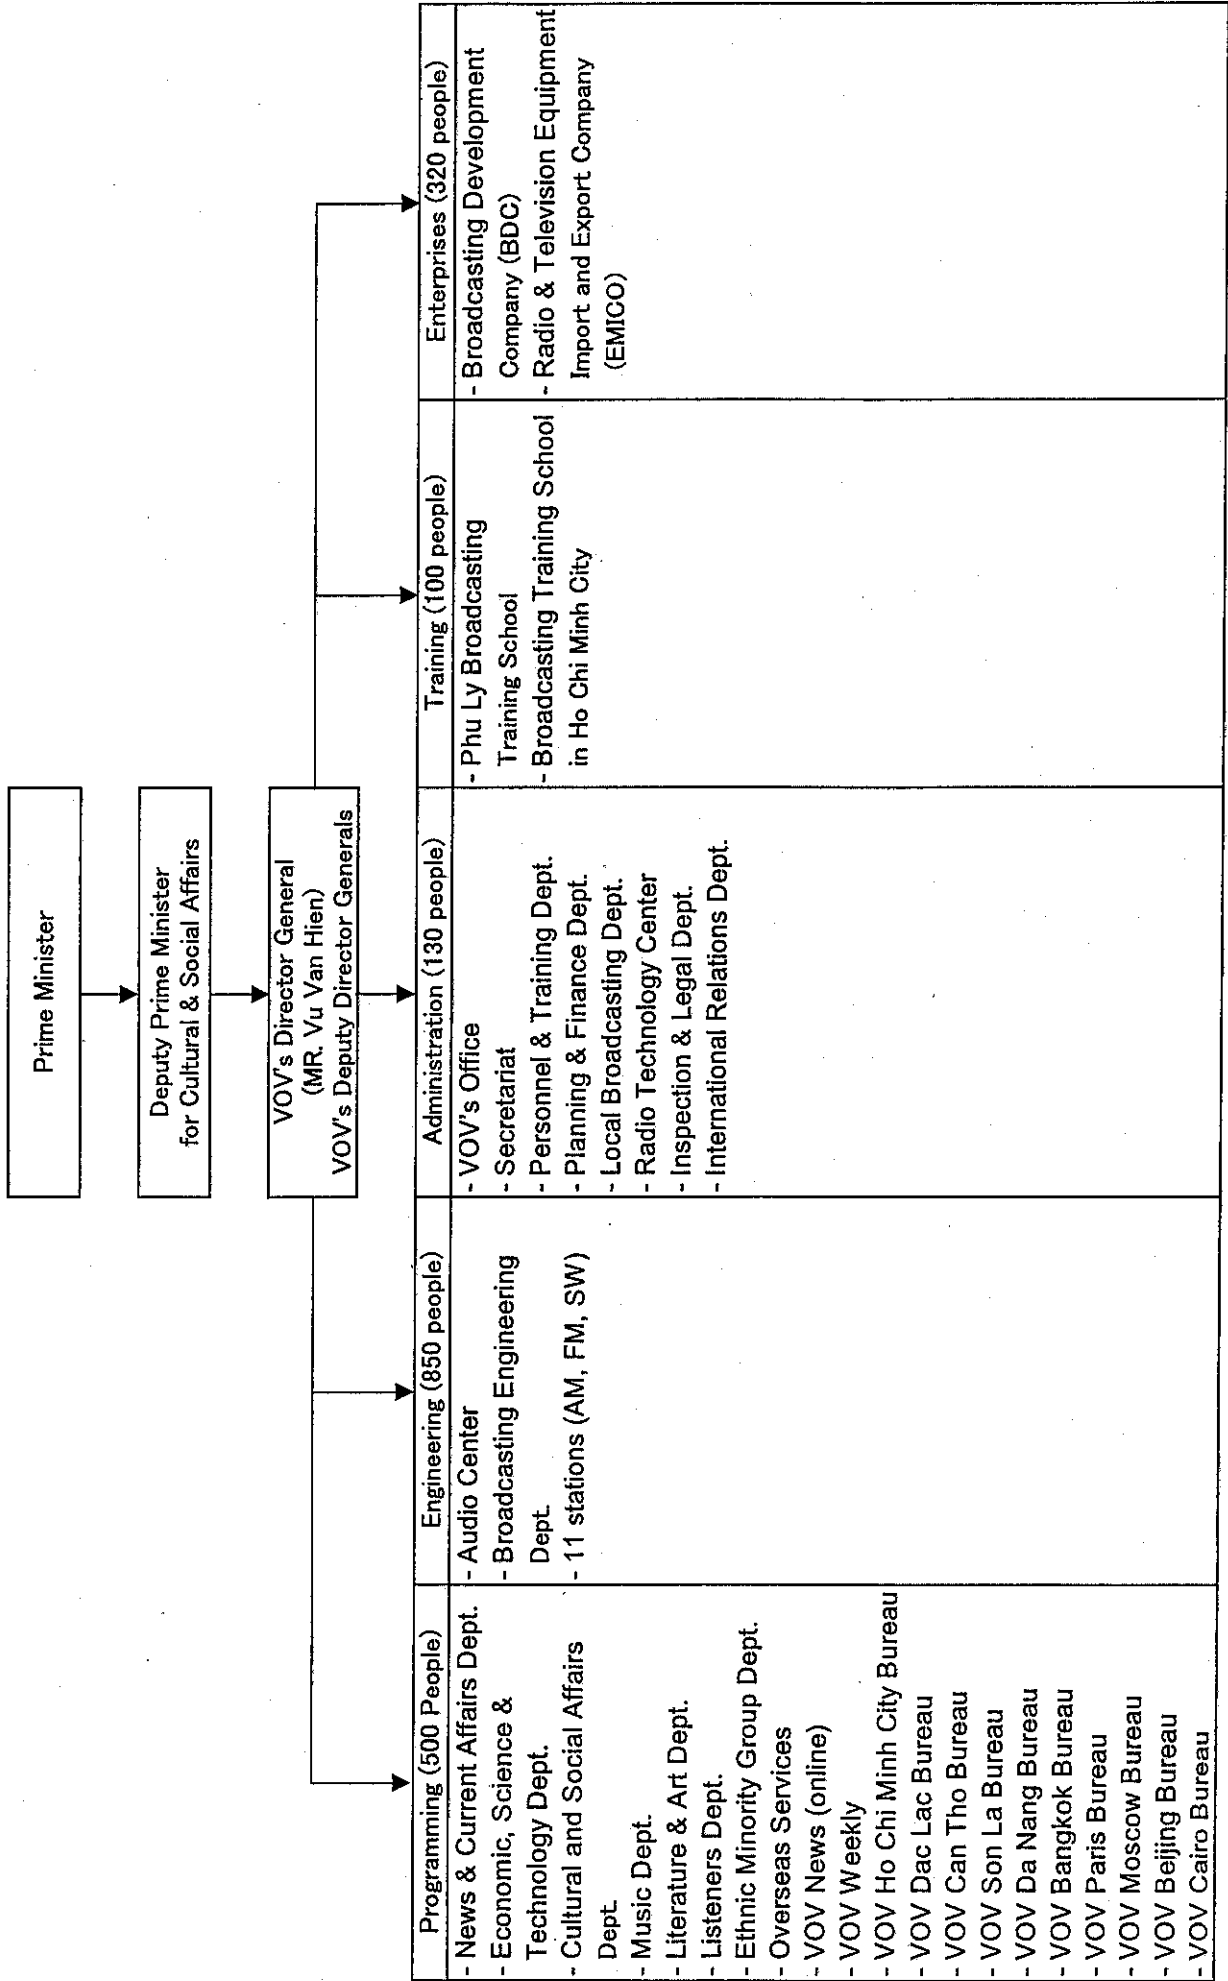 Prime Minister
Deputy Prime Minister
for Cultural & Social Affairs
VOV's Director General
(MR. Vu Van Hien)
VOV's Deputy Director Generals
Programming (500 People)
- News & Current Affairs Dept.
- Economic, Science &
Technology Dept.
- Cultural and Social Affairs
Dept.
- Music Dept.
- Literature & Art Dept.
- Listeners Dept.
- Ethnic Minority Group Dept.
- Overseas Services
- VOV News (online)
- VOV Weekly
- VOV Ho Chi Minh City Bureau
- VOV Dac Lac Bureau
- VOV Can Tho Bureau
- VOV Son La Bureau
- VOV Da Nang Bureau
- VOV Bangkok Bureau
- VOV Paris Bureau
- VOV Moscow Bureau
- VOV Beijing Bureau
- VOV Cairo Bureau
Engineering (850 people)
- Audio Center
- Broadcasting Engineering
Dept.
- 11 stations (AM, FM, SW)
Administration (130 people)
- VOV's Office
- Secretariat
- Personnel & Training Dept.
- Planning & Finance Dept.
- Local Broadcasting Dept.
- Radio Technology Center
- Inspection & Legal Dept.
- International Relations Dept.
Training (100 people)
- Phu Ly Broadcasting
Training School
- Broadcasting Training School
in Ho Chi Minh City
Enterprises (320 people)
- Broadcasting Development
Company (BDC)
- Radio & Television Equipment
Import and Export Company
(EMICO)